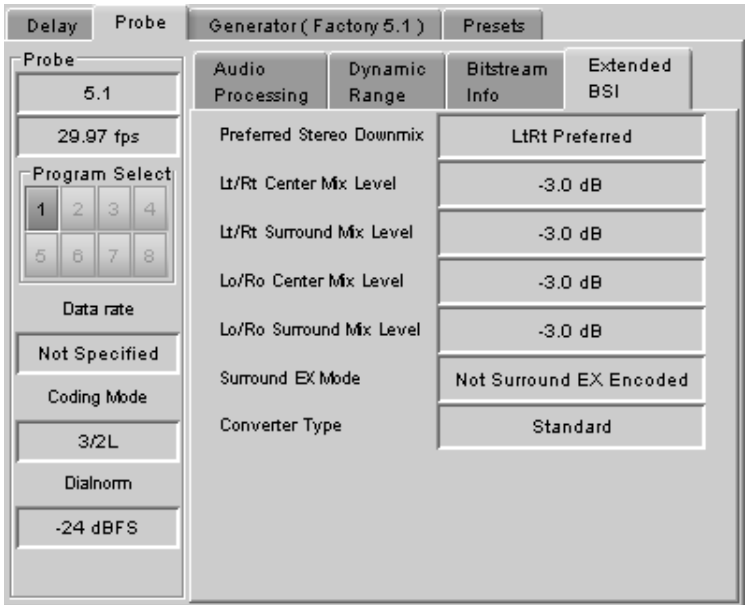 Delay
Probe
Generator ( Factory 5.1 )
Presets
Probe
5.1
29.97 fps
Program Select
1 2 3 4
5 6 7 8
Data rate
Not Specified
Coding Mode
3/2L
Dialnorm
-24 dBFS
Audio
Processing
Dynamic
Range
Bitstream
Info
Extended
BSI
Preferred Stereo Downmix
LtRt Preferred
Lt/Rt Center Mix Level
-3.0 dB
Lt/Rt Surround Mix Level
-3.0 dB
Lo/Ro Center Mix Level
-3.0 dB
Lo/Ro Surround Mix Level
-3.0 dB
Surround EX Mode
Not Surround EX Encoded
Converter Type
Standard